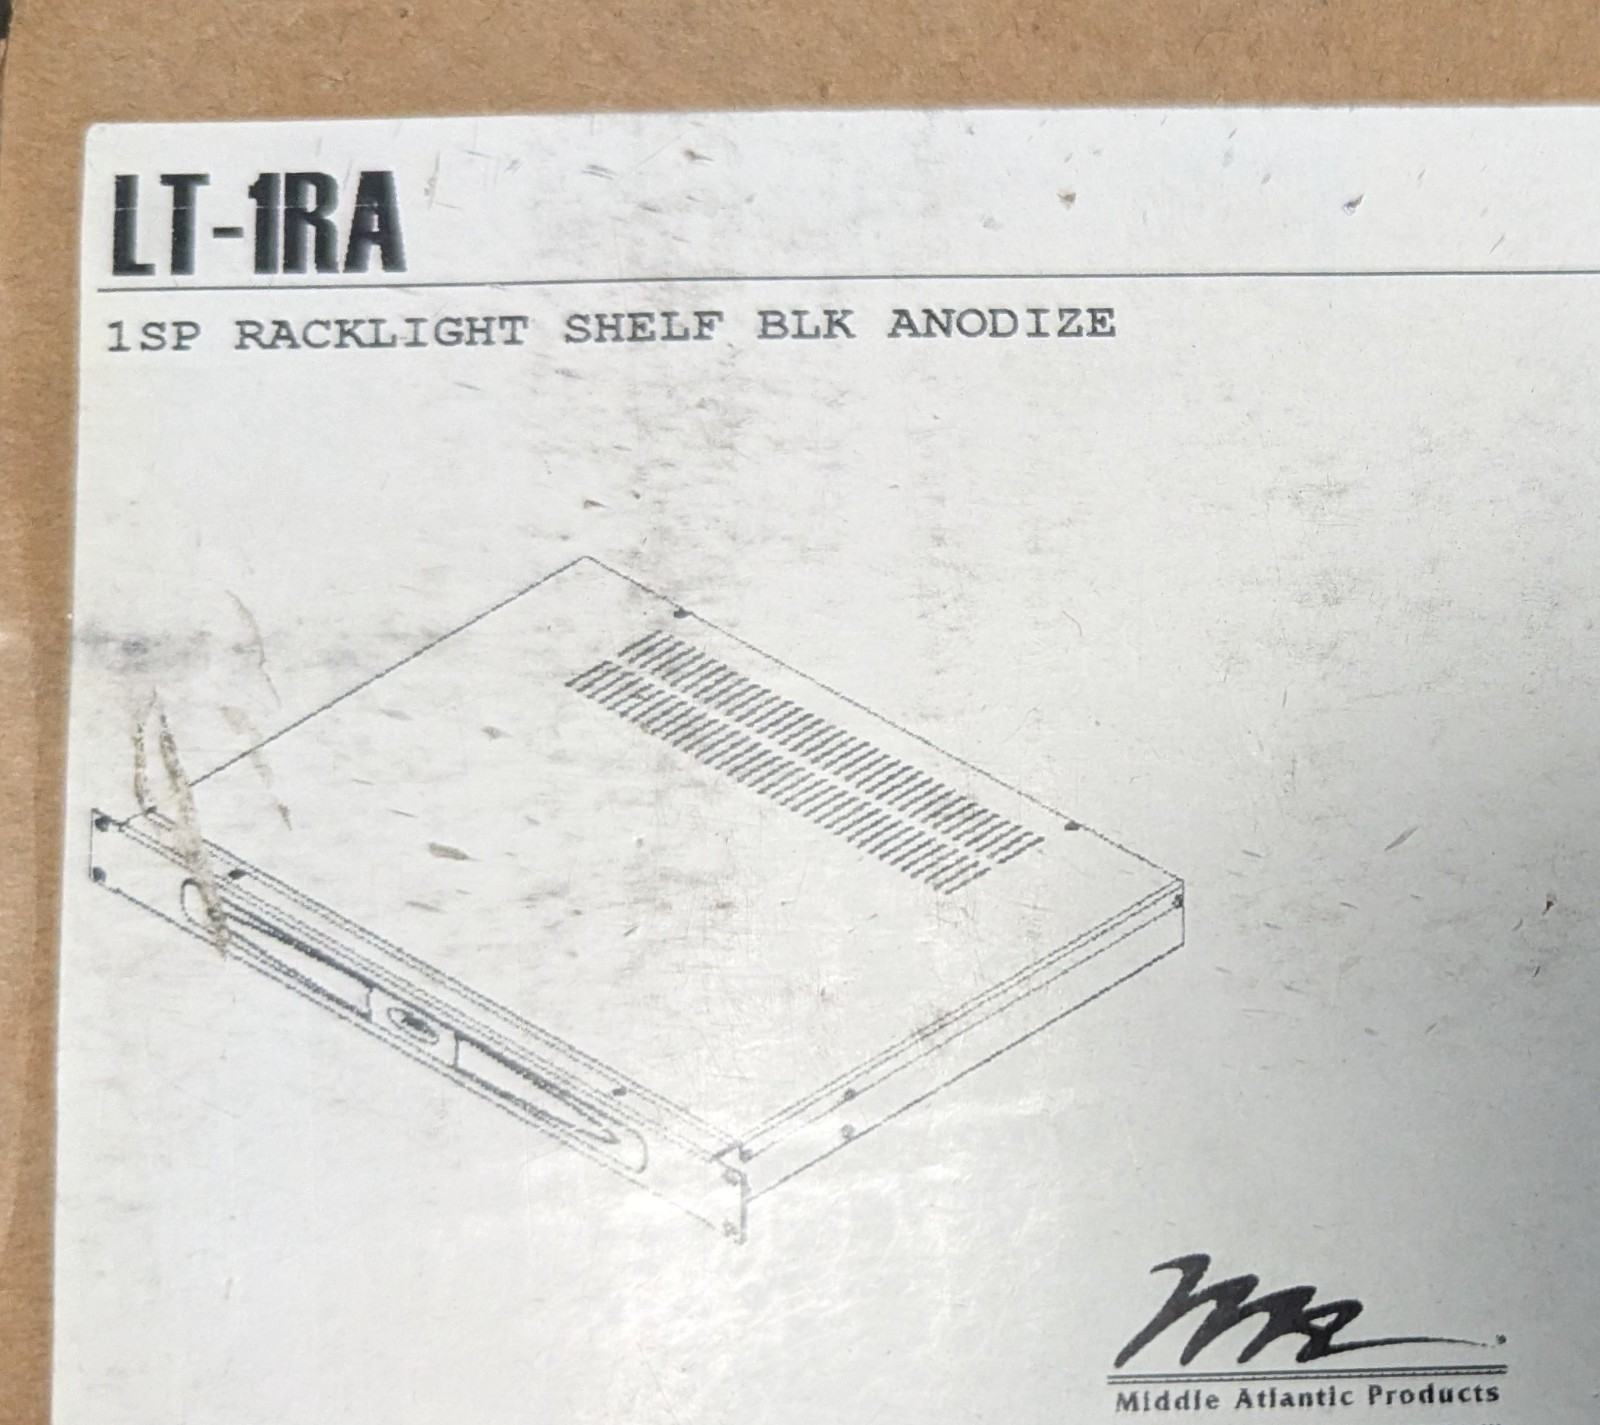 LT-1RA
1SP RACKLIGHT SHELF BLK ANODIZE
Middle Atlantic Products